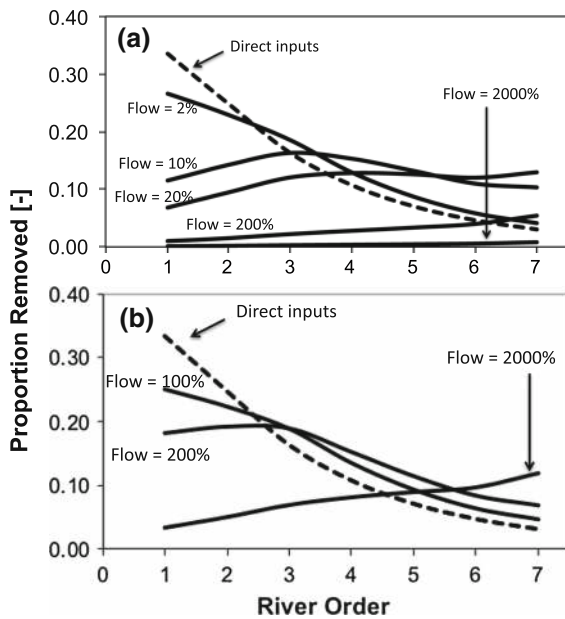 (a)
Direct inputs
Flow = 2000%
Flow = 2%
Flow = 10%
Flow = 20%
Flow = 200%
0.40
0.30
0.20
0.10
0.00
0 1 2 3 4 5 6 7
Proportion Removed [-]
(b)
Direct inputs
Flow = 2000%
Flow = 100%
Flow = 200%
0.40
0.30
0.20
0.10
0.00
0 1 2 3 4 5 6 7
River Order